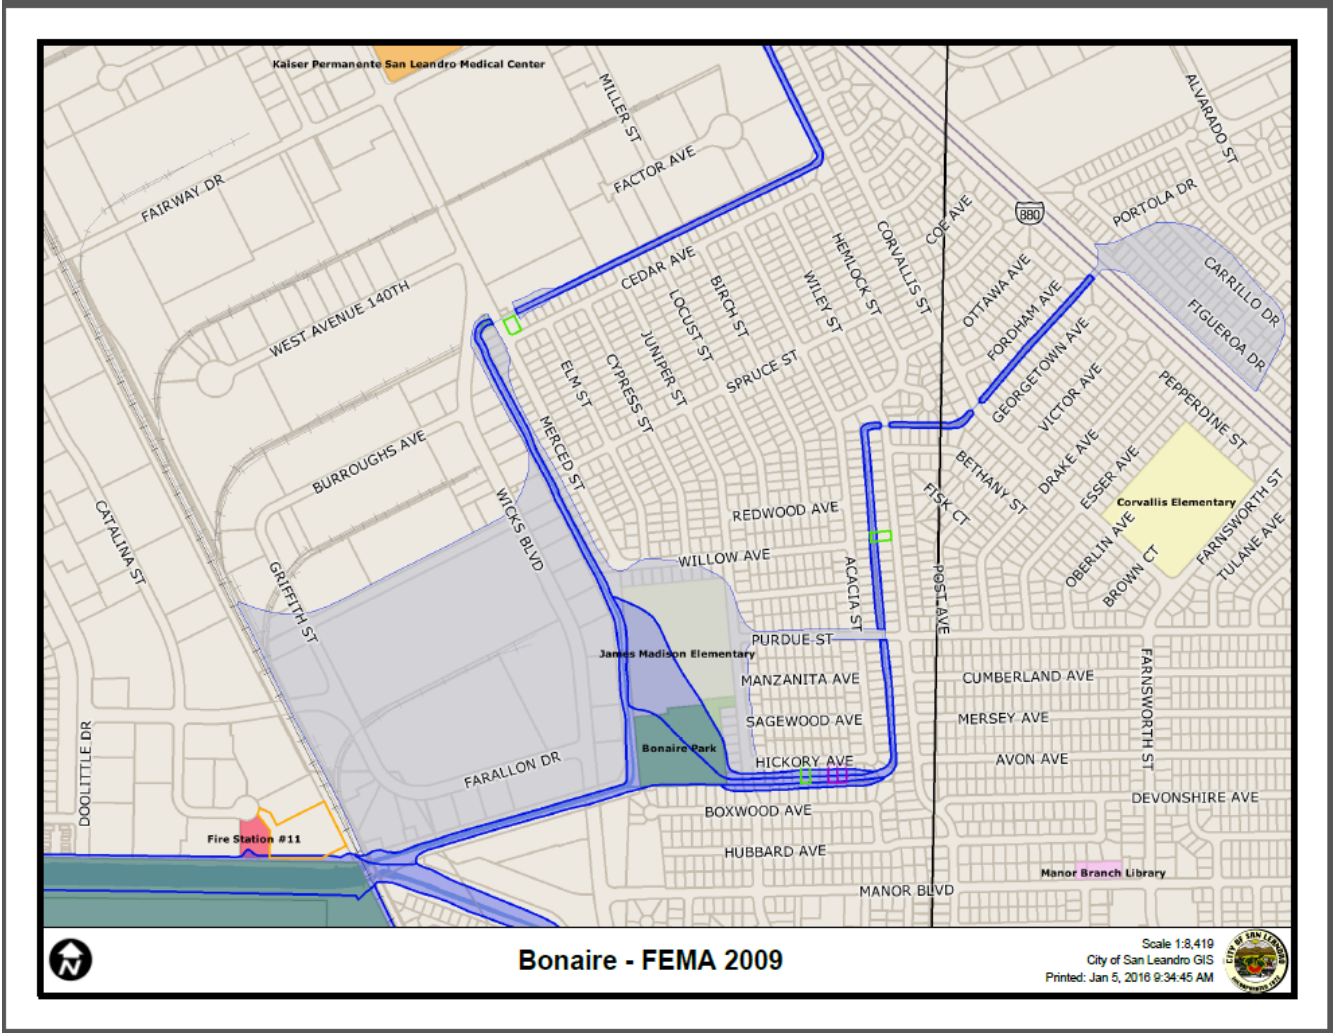 Kaiser Permanente San Leandro Medical Center
MILLER ST
ALVARADO ST
FACTOR AVE
FAIRWAY DR
PORTOLA DR
880
COE AVE
CORVALLIS ST
HEMLOCK ST
CEDAR AVE
CARRILLO DR
OTTAWA AVE
WILEY ST
BIRCH ST
LOCUST ST
FORDHAM AVE
WEST AVENUE 140TH
FIGUEROA DR
GEORGETOWN AVE
JUNIPER ST
SPRUCE ST
ELM ST
CYPRESS ST
VICTOR AVE
PEPPERDINE ST
MERCED ST
BURROUGHS AVE
DRAKE AVE
ESSER AVE
BETHANY ST
FISK CT
Corvallis Elementary
REDWOOD AVE
WICKS BLVD
CATALINA ST
FARNSWORTH ST
TULANE AVE
OBERLIN AVE
BROWN CT
WILLOW AVE
ACACIA ST
POST AVE
GRIFFITH ST
PURDUE ST
James Madison Elementary
MANZANITA AVE
CUMBERLAND AVE
FARNSWORTH ST
SAGEWOOD AVE
MERSEY AVE
Bonaire Park
HICKORY AVE
AVON AVE
FARALLON DR
DOOLITTLE DR
DEVONSHIRE AVE
BOXWOOD AVE
Fire Station #11
HUBBARD AVE
Manor Branch Library
MANOR BLVD
N
Bonaire - FEMA 2009
Scale 1:8,419
City of San Leandro GIS
Printed: Jan 5, 2016 9:34:45 AM
CITY OF SAN LEANDRO